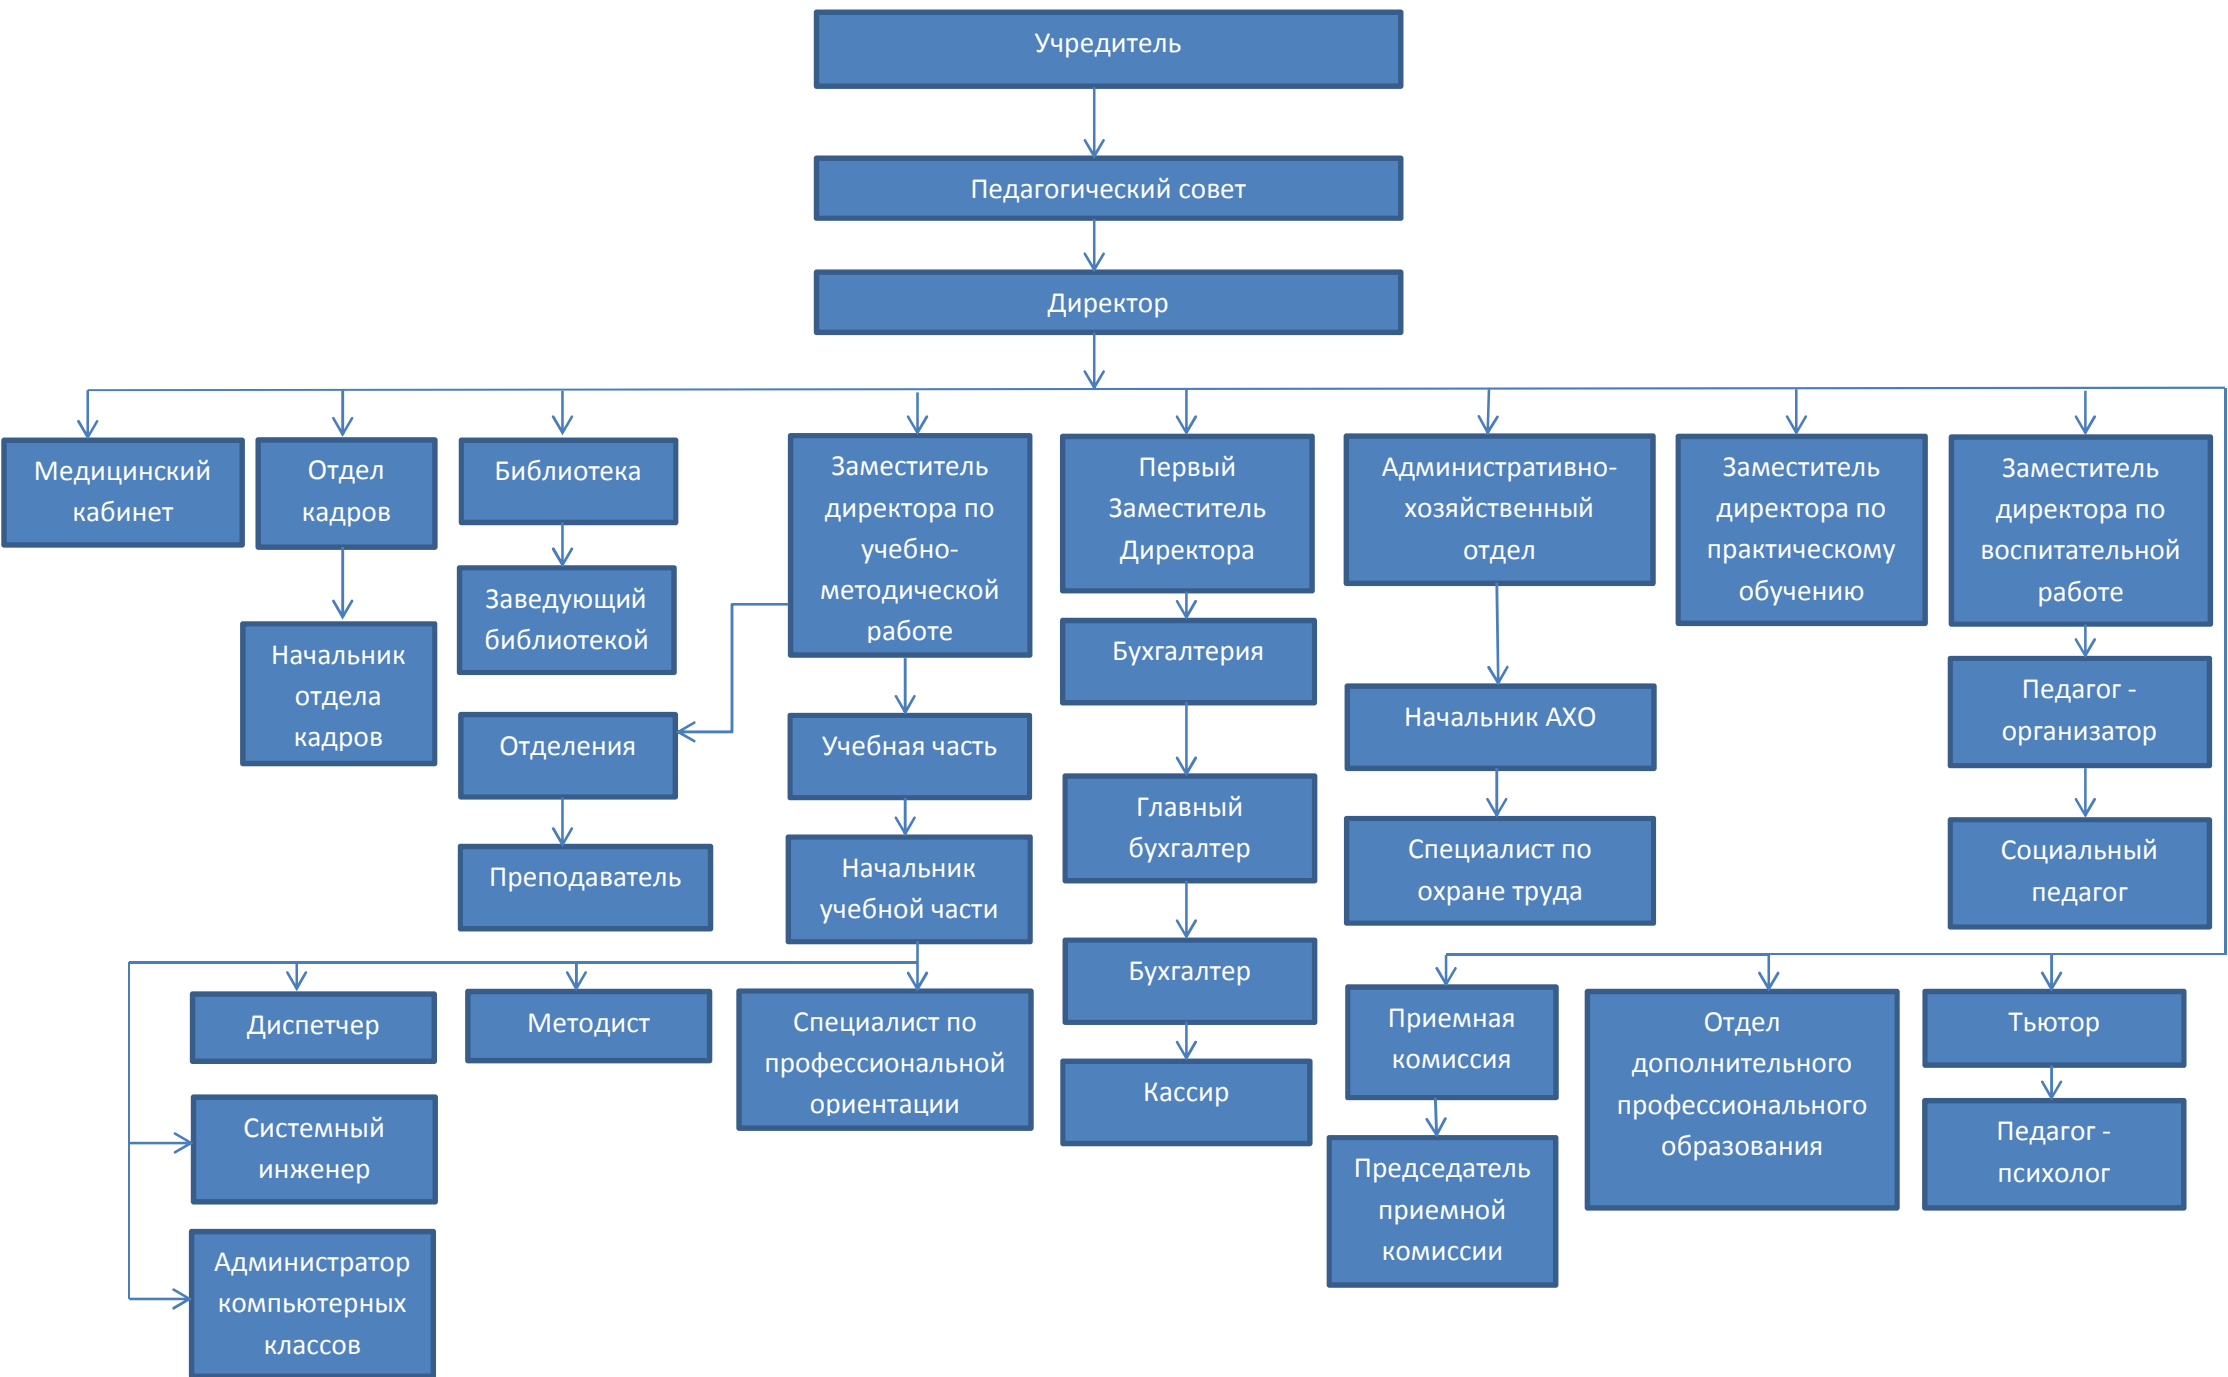 Учредитель
Педагогический совет
Директор
Медицинский
кабинет
Отдел
кадров
Библиотека
Заместитель
директора по
учебно-
методической
работе
Первый
Заместитель
Директора
Административно-
хозяйственный
отдел
Заместитель
директора по
практическому
обучению
Заместитель
директора по
воспитательной
работе
Начальник
отдела
кадров
Заведующий
библиотекой
Бухгалтерия
Педагог -
организатор
Отделения
Учебная часть
Начальник АХО
Главный
бухгалтер
Преподаватель
Начальник
учебной части
Специалист по
охране труда
Социальный
педагог
Бухгалтер
Диспетчер
Методист
Специалист по
профессиональной
ориентации
Кассир
Приемная
комиссия
Отдел
дополнительного
профессионального
образования
Тьютор
Системный
инженер
Председатель
приемной
комиссии
Педагог -
психолог
Администратор
компьютерных
классов